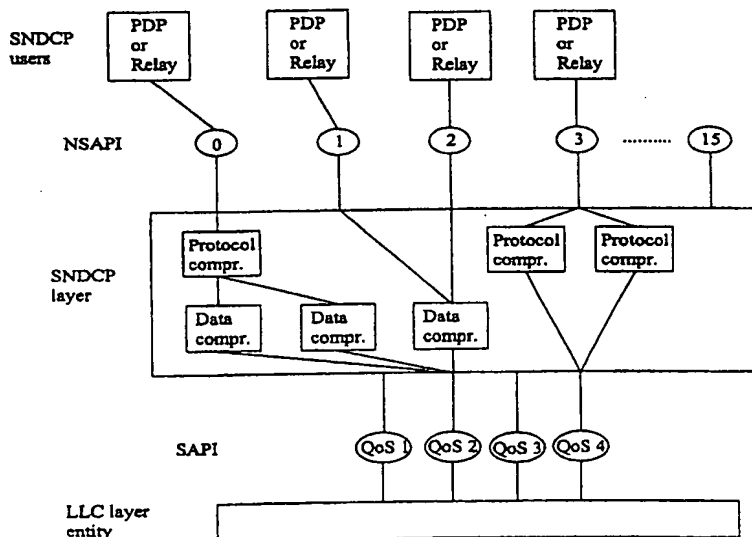 SNDCP
users
PDP
or
Relay
PDP
or
Relay
PDP
or
Relay
PDP
or
Relay
NSAPI
0
1
2
3
..........
15
SNDCP
layer
Protocol
compr.
Protocol
compr.
Protocol
compr.
Data
compr.
Data
compr.
Data
compr.
SAPI
QoS 1
QoS 2
QoS 3
QoS 4
LLC layer
entity